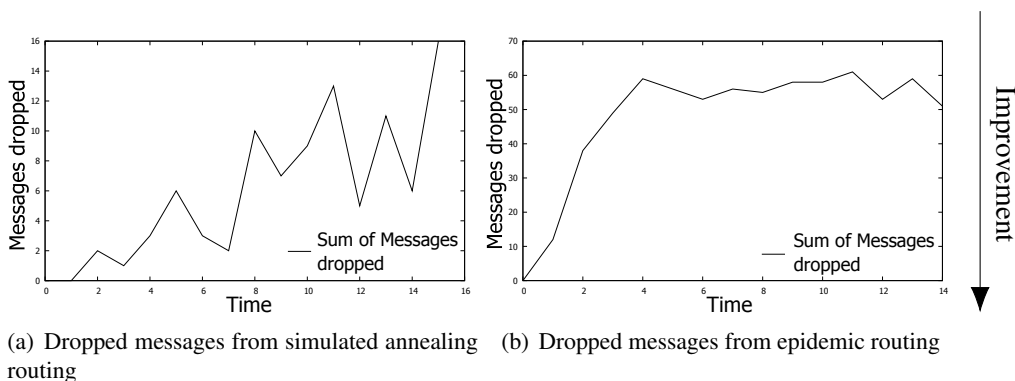 16
14
12
10
8
6
4
2
0
Messages dropped
0 2 4 6 8 10 12 14 16
Time
Sum of Messages
dropped
70
60
50
40
30
20
10
0
Messages dropped
0 2 4 6 8 10 12 14
Time
Sum of Messages
dropped
Improvement
(a) Dropped messages from simulated annealing
routing
(b) Dropped messages from epidemic routing